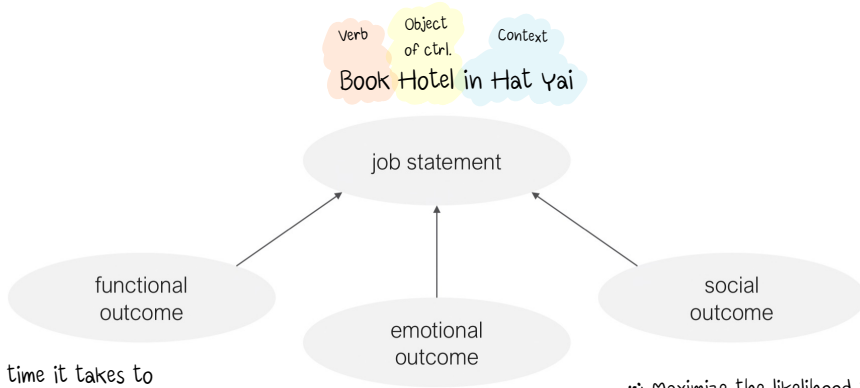 Verb
Object
of ctrl.
Context
Book Hotel in Hat Yai
job statement
functional
outcome
emotional
outcome
social
outcome
time it takes to
maximize the likelihood